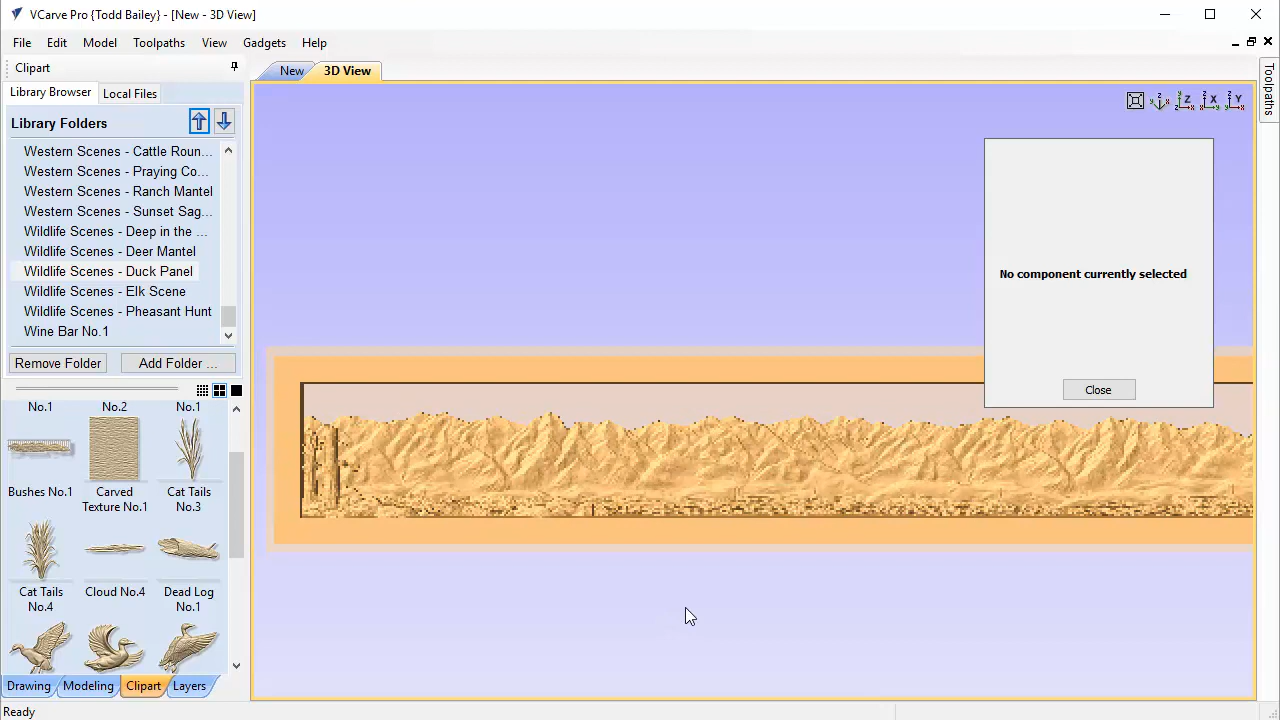 VCarve Pro {Todd Bailey} - [New - 3D View]
File Edit Model Toolpaths View Gadgets Help
Clipart
Library Browser Local Files
Library Folders
Western Scenes - Cattle Roun...
Western Scenes - Praying Co...
Western Scenes - Ranch Mantel
Western Scenes - Sunset Sag...
Wildlife Scenes - Deep in the ...
Wildlife Scenes - Deer Mantel
Wildlife Scenes - Duck Panel
Wildlife Scenes - Elk Scene
Wildlife Scenes - Pheasant Hunt
Wine Bar No.1
Remove Folder Add Folder ...
No.1 No.2 No.1
Bushes No.1 Carved Texture No.1 Cat Tails No.3
Cat Tails No.4 Cloud No.4 Dead Log No.1
Drawing Modeling Clipart Layers
Ready
New 3D View
z Z X Y
No component currently selected
Close
Toolpaths